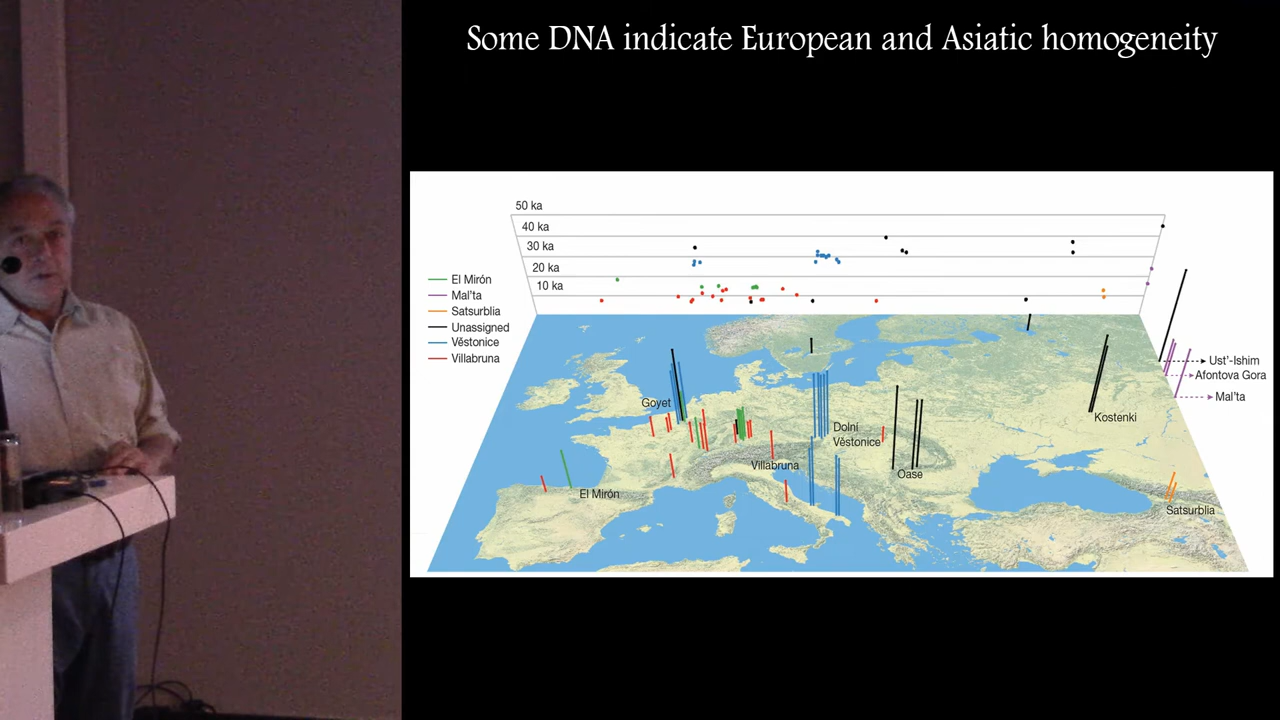 Some DNA indicate European and Asiatic homogeneity
50 ka
40 ka
30 ka
20 ka
10 ka
El Mirón
Mal'ta
Satsurblia
Unassigned
Věstonice
Villabruna
Ust'-Ishim
Afontova Gora
Mal'ta
Goyet
Kostenki
Dolní
Věstonice
Villabruna
Oase
El Mirón
Satsurblia